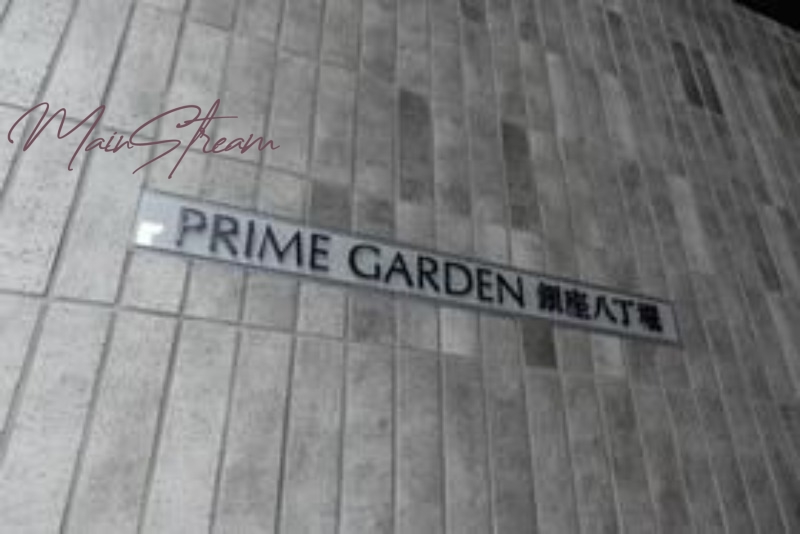 MainStream
PRIME GARDEN 銀座八丁堀